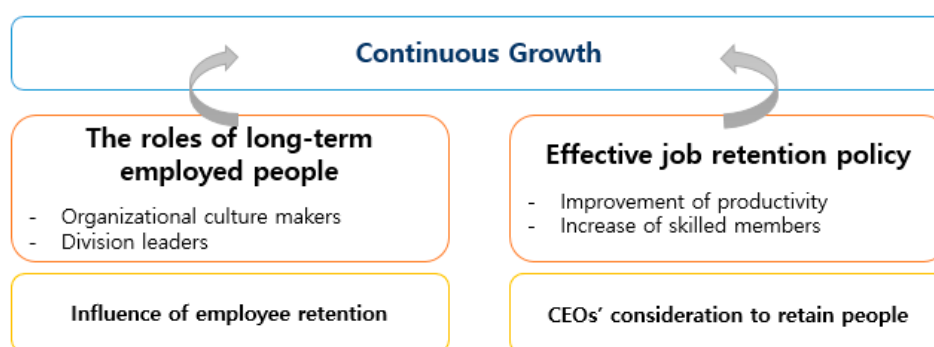 Continuous Growth
The roles of long-term
employed people
- Organizational culture makers
- Division leaders
Effective job retention policy
- Improvement of productivity
- Increase of skilled members
Influence of employee retention
CEOs’ consideration to retain people